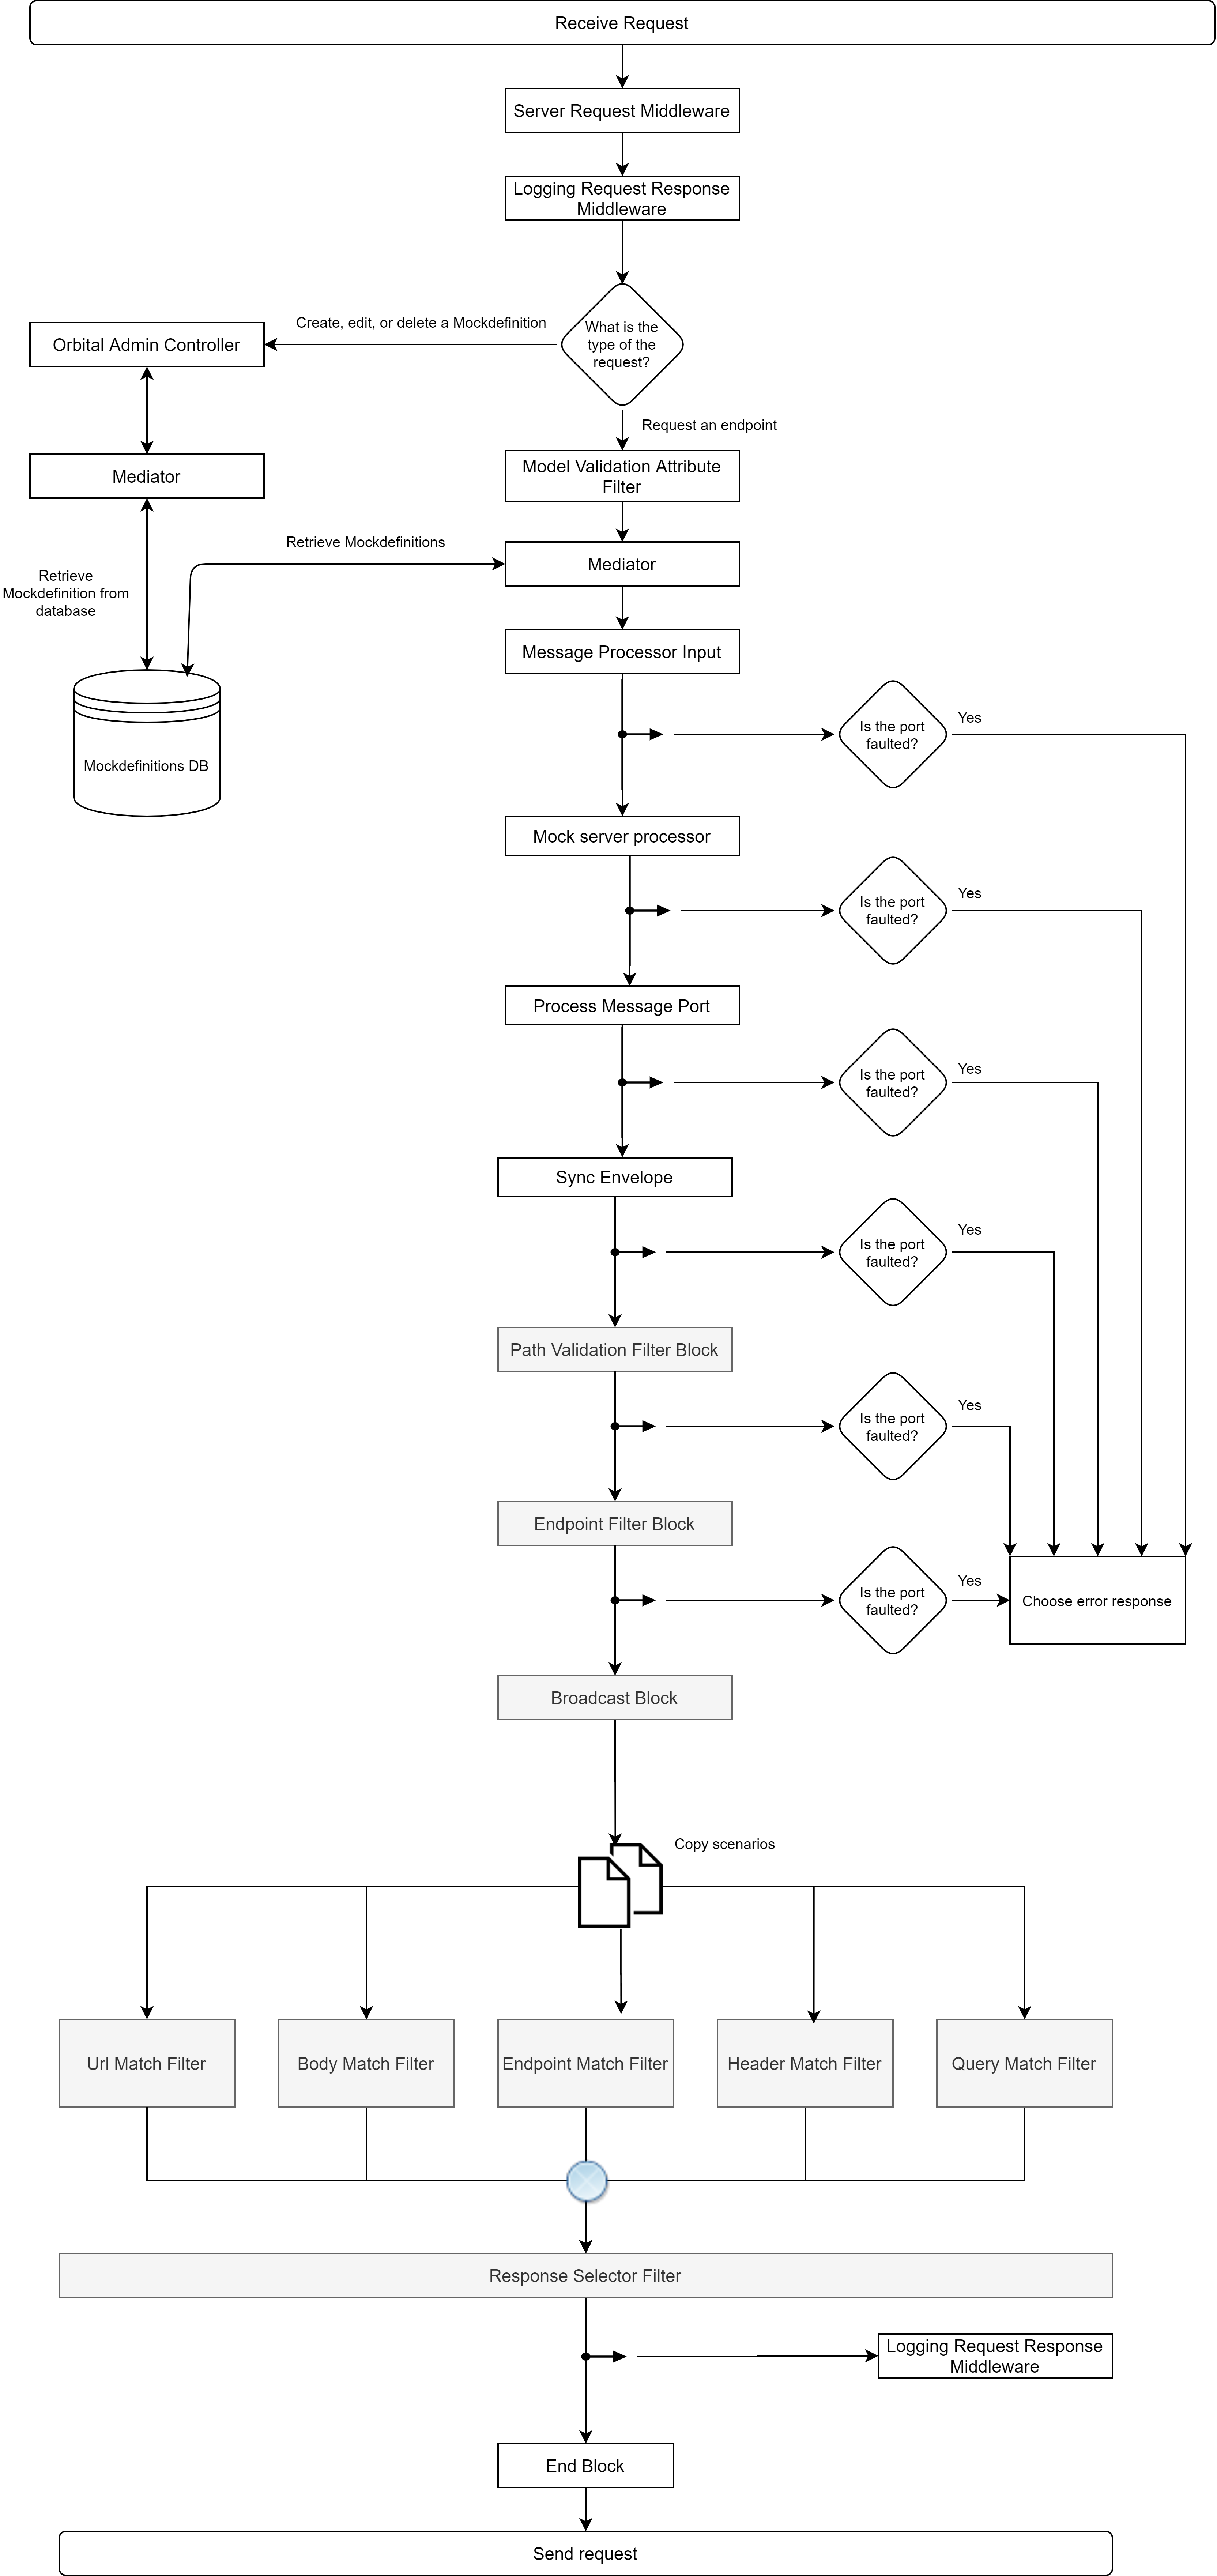 Receive Request
Server Request Middleware
Logging Request Response
Middleware
What is the
type of the
request?
Create, edit, or delete a Mockdefinition
Orbital Admin Controller
Request an endpoint
Model Validation Attribute
Filter
Mediator
Retrieve Mockdefinitions
Mediator
Retrieve
Mockdefinition from
database
Message Processor Input
Is the port
faulted?
Yes
Mockdefinitions DB
Mock server processor
Is the port
faulted?
Yes
Process Message Port
Is the port
faulted?
Yes
Sync Envelope
Is the port
faulted?
Yes
Path Validation Filter Block
Is the port
faulted?
Yes
Endpoint Filter Block
Is the port
faulted?
Yes
Choose error response
Broadcast Block
Copy scenarios
Url Match Filter
Body Match Filter
Endpoint Match Filter
Header Match Filter
Query Match Filter
Response Selector Filter
Logging Request Response
Middleware
End Block
Send request